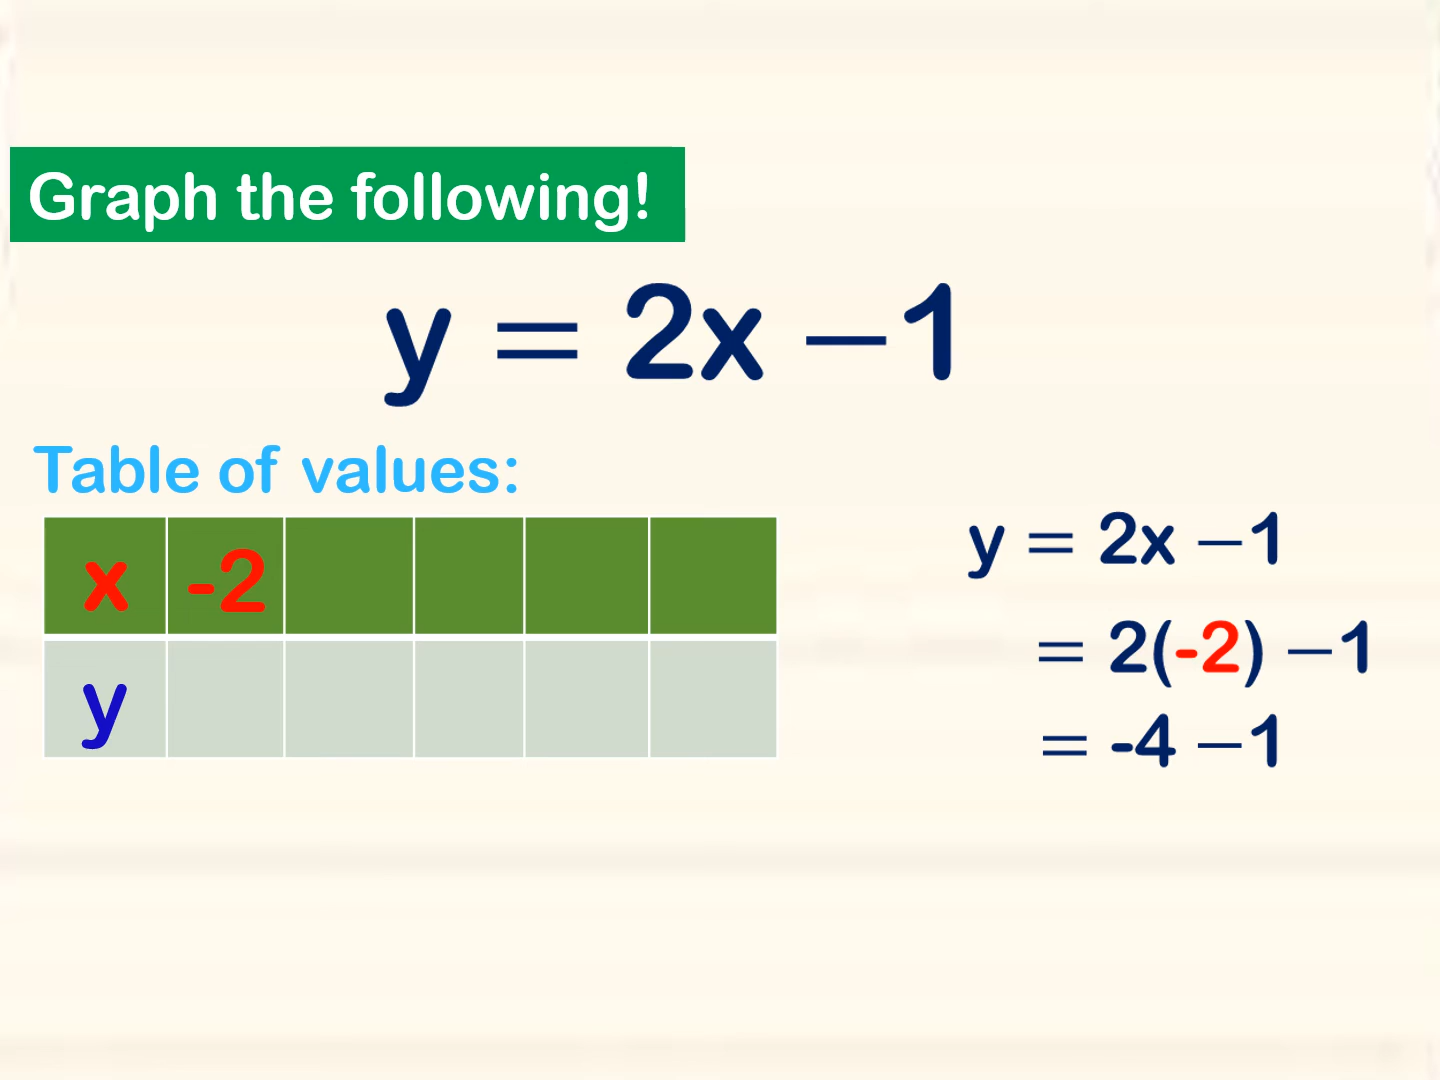 Graph the following!
y = 2x – 1
Table of values:
x -2
y
y = 2x – 1
= 2(-2) – 1
= -4 – 1